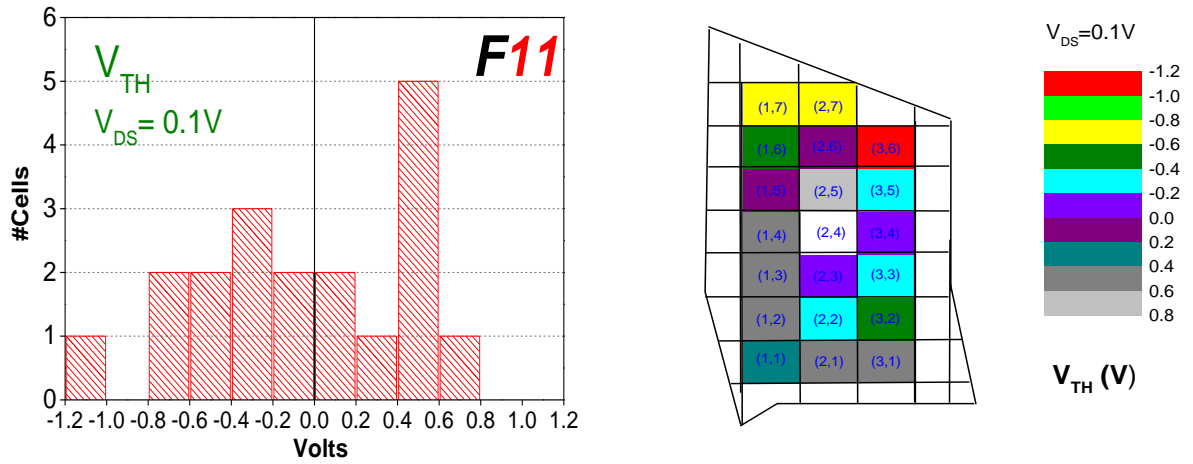 F11
V_TH
V_DS= 0.1V
#Cells
6
5
4
3
2
1
0
-1.2 -1.0 -0.8 -0.6 -0.4 -0.2 0.0 0.2 0.4 0.6 0.8 1.0 1.2
Volts
(1,7) (2,7)
(1,6) (2,6) (3,6)
(1,5) (2,5) (3,5)
(1,4) (2,4) (3,4)
(1,3) (2,3) (3,3)
(1,2) (2,2) (3,2)
(1,1) (2,1) (3,1)
V_DS=0.1V
-1.2
-1.0
-0.8
-0.6
-0.4
-0.2
0.0
0.2
0.4
0.6
0.8
V_TH (V)